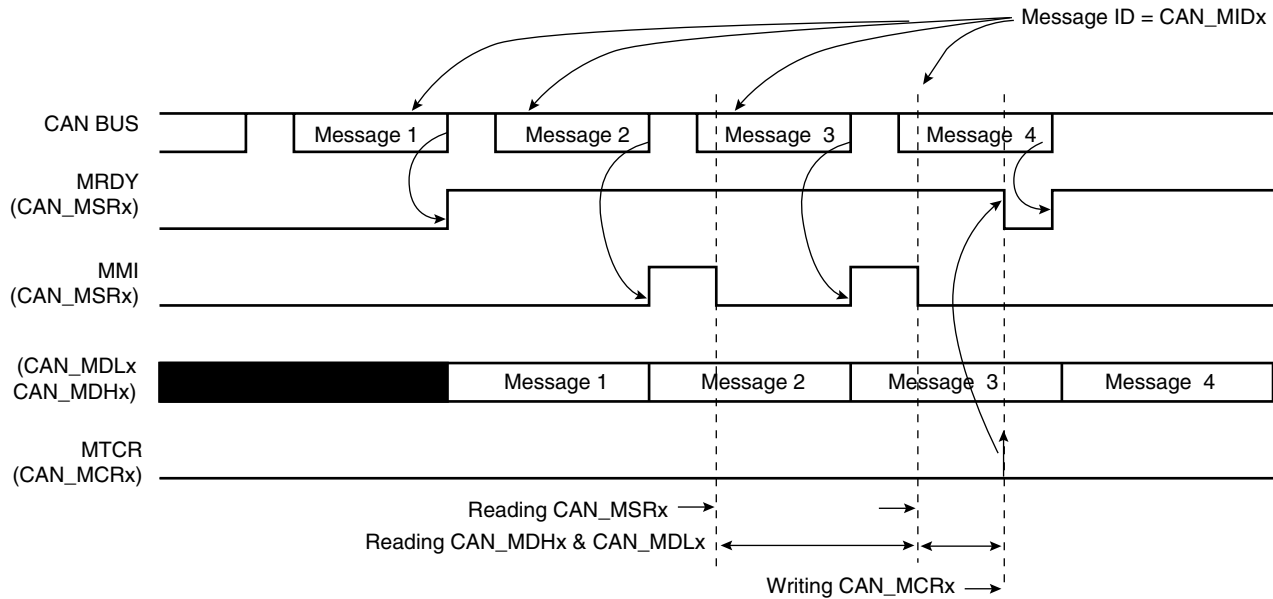 Message ID = CAN_MIDx
CAN BUS
Message 1
Message 2
Message 3
Message 4
MRDY
(CAN_MSRx)
MMI
(CAN_MSRx)
(CAN_MDLx
CAN_MDHx)
Message 1
Message 2
Message 3
Message 4
MTCR
(CAN_MCRx)
Reading CAN_MSRx
Reading CAN_MDHx & CAN_MDLx
Writing CAN_MCRx